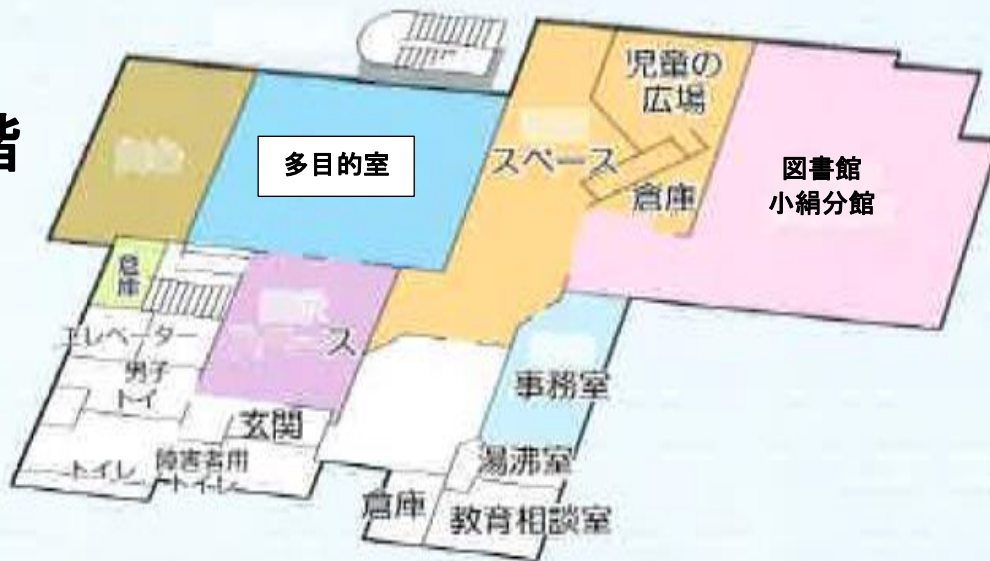 階
児童の
広場
多目的室
スペース
図書館
小絹分館
倉庫
倉庫
エレベーター
ース
男子
トイ
事務室
玄関
障害者用
トイレ
トイレ
湯沸室
倉庫
教育相談室